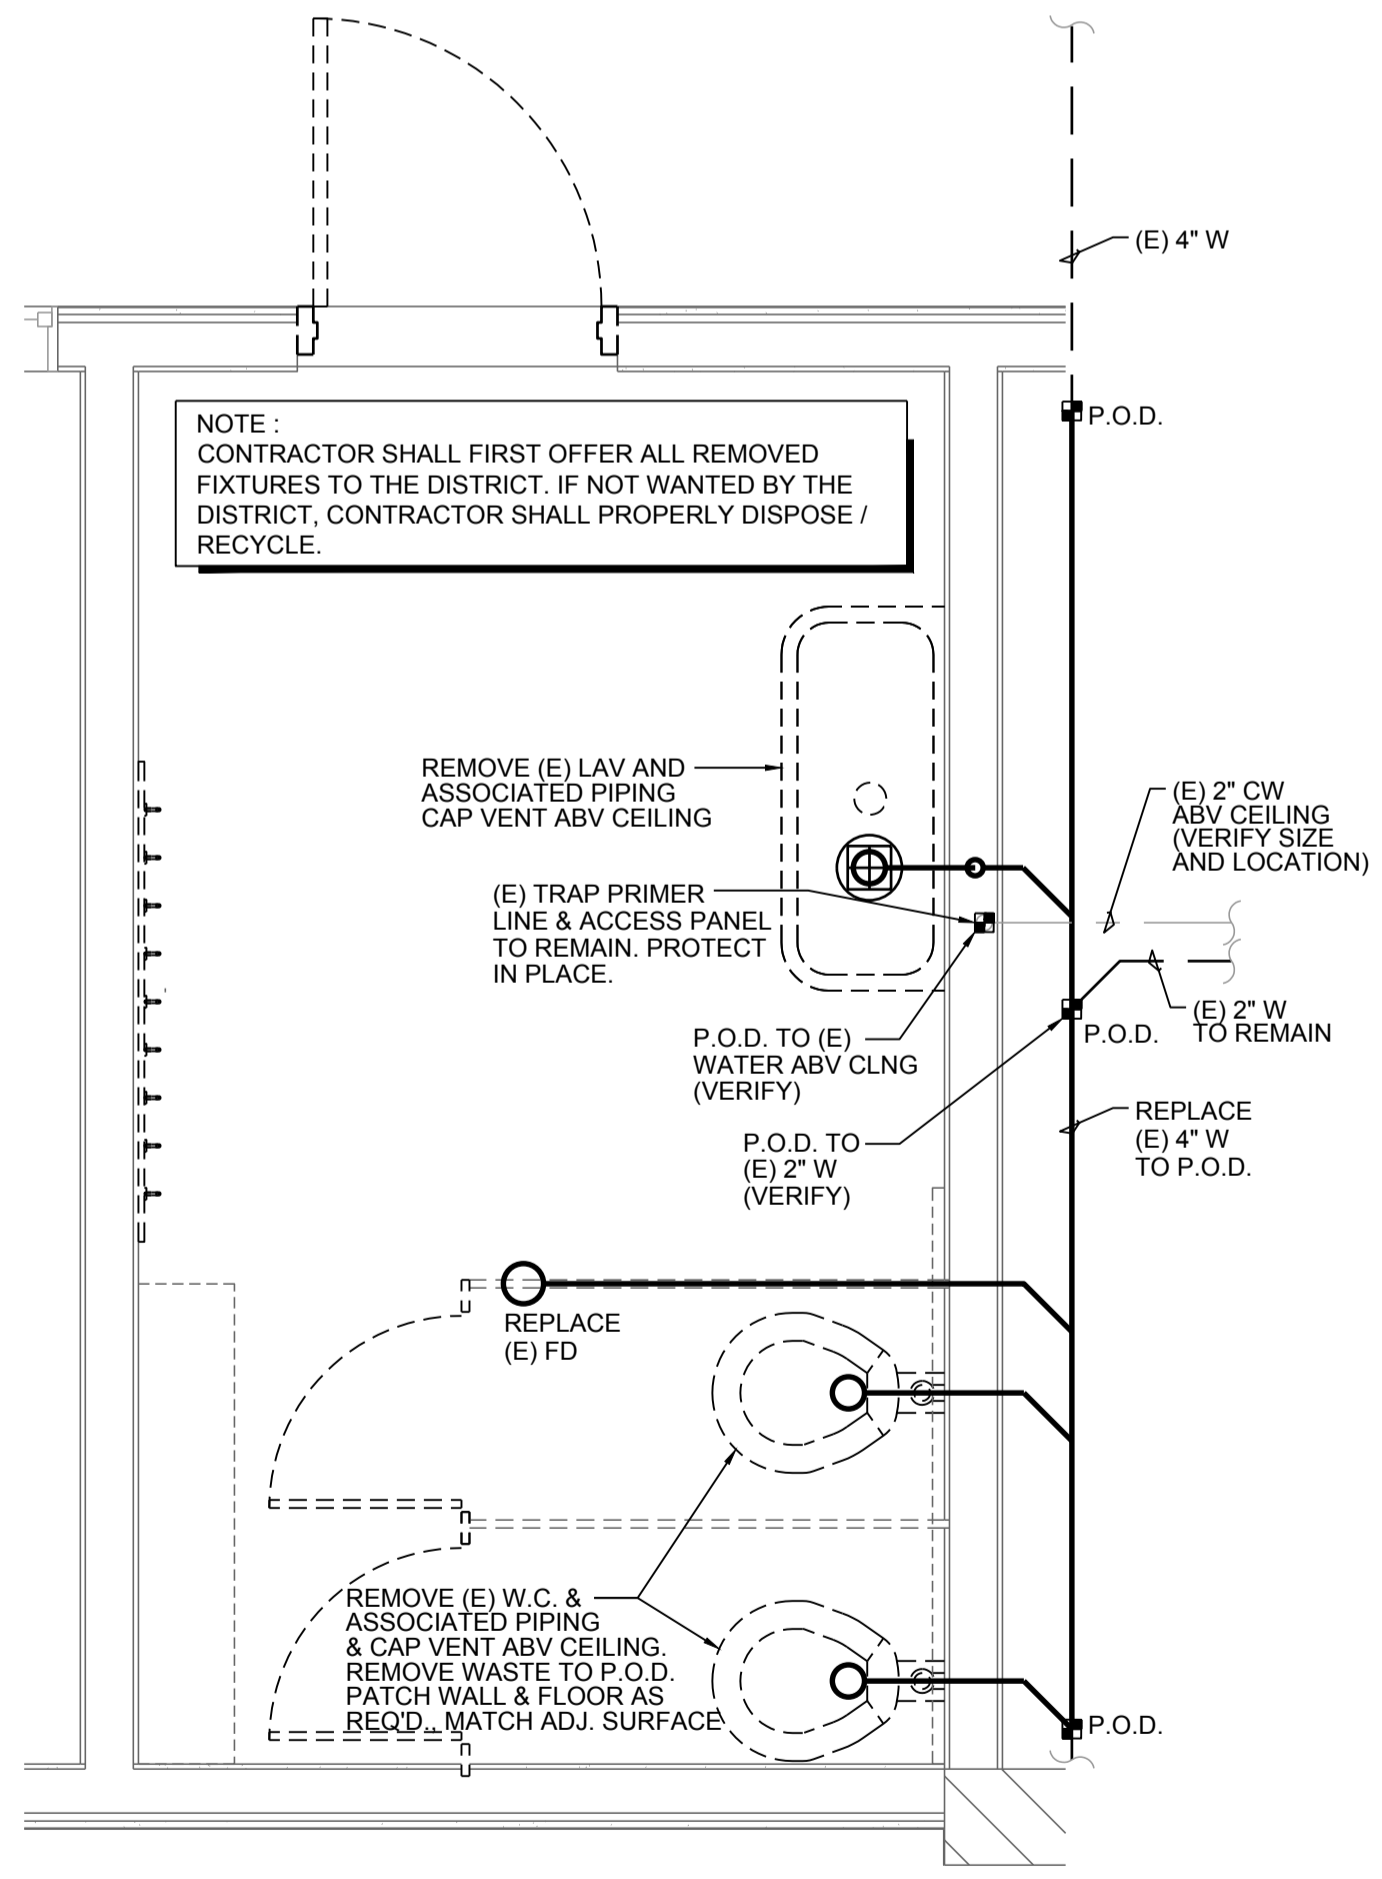 (E) 4" W
P.O.D.
NOTE :
CONTRACTOR SHALL FIRST OFFER ALL REMOVED
FIXTURES TO THE DISTRICT. IF NOT WANTED BY THE
DISTRICT, CONTRACTOR SHALL PROPERLY DISPOSE /
RECYCLE.
REMOVE (E) LAV AND
ASSOCIATED PIPING
CAP VENT ABV CEILING
(E) 2" CW
ABV CEILING
(VERIFY SIZE
AND LOCATION)
(E) TRAP PRIMER
LINE & ACCESS PANEL
TO REMAIN. PROTECT
IN PLACE.
(E) 2" W
TO REMAIN
P.O.D.
P.O.D. TO (E)
WATER ABV CLNG
(VERIFY)
REPLACE
(E) 4" W
TO P.O.D.
P.O.D. TO
(E) 2" W
(VERIFY)
REPLACE
(E) FD
REMOVE (E) W.C. &
ASSOCIATED PIPING
& CAP VENT ABV CEILING.
REMOVE WASTE TO P.O.D.
PATCH WALL & FLOOR AS
REQ'D., MATCH ADJ. SURFACE
P.O.D.